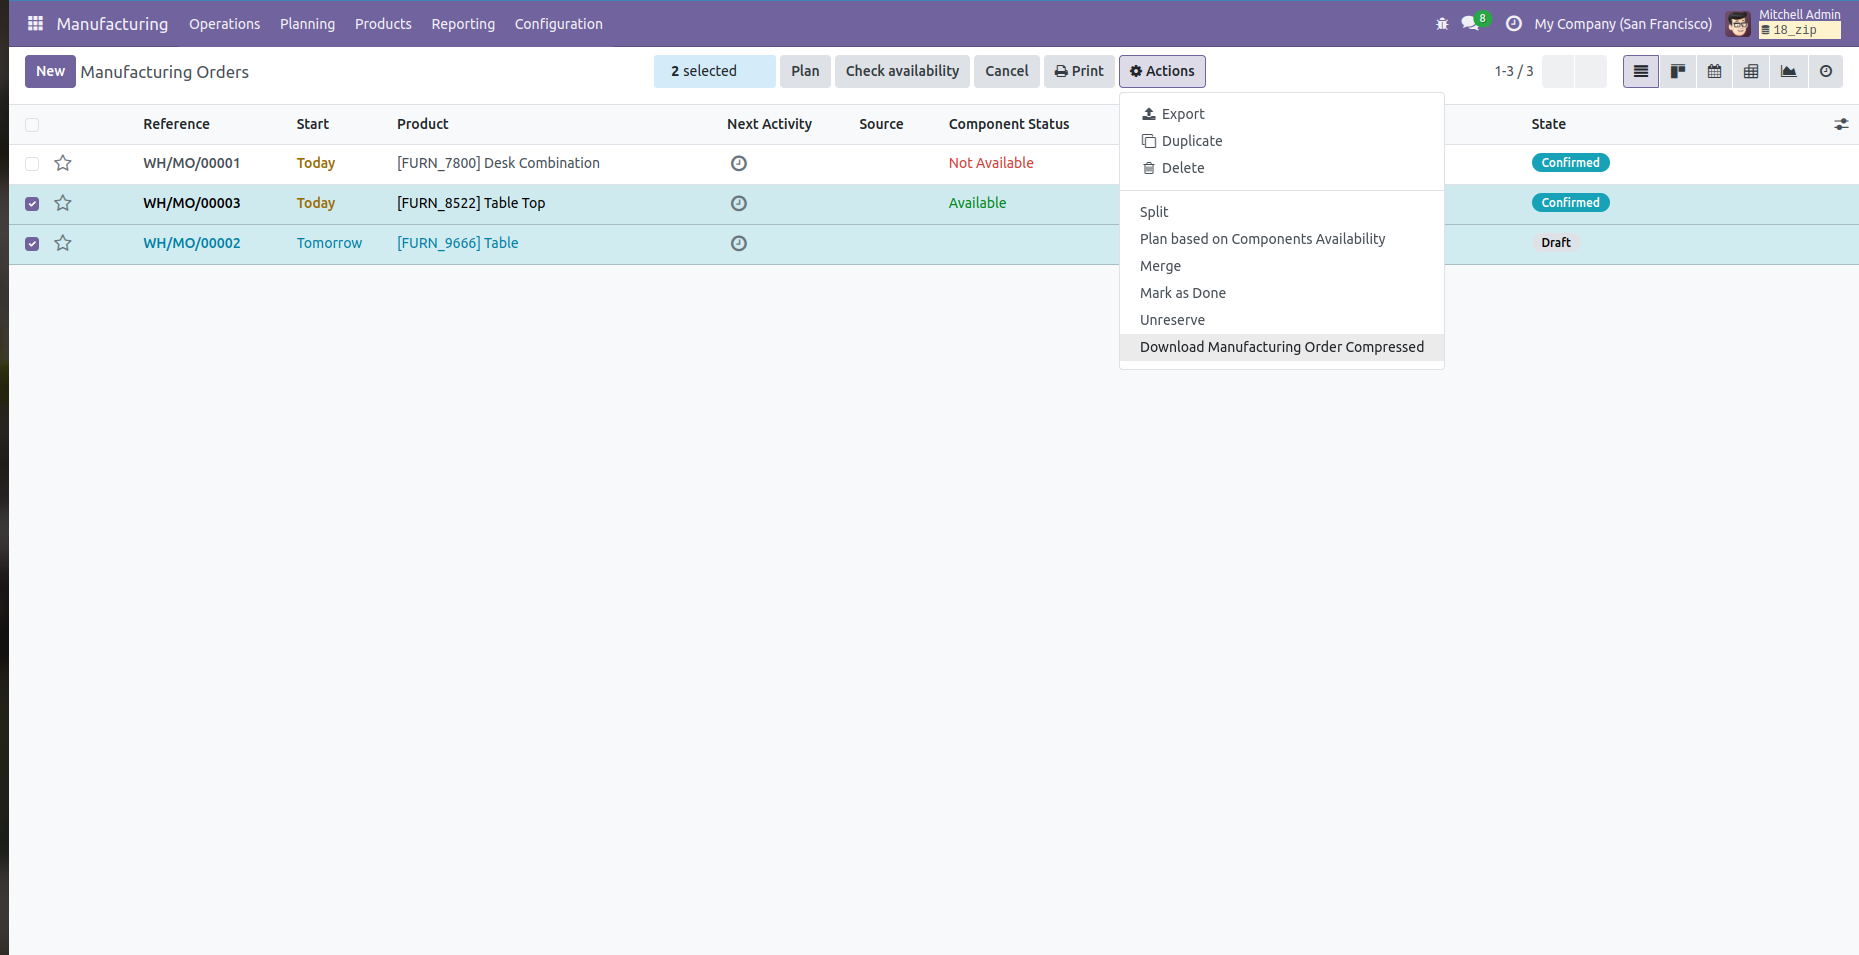 Manufacturing Operations Planning Products Reporting Configuration 8 My Company (San Francisco) Mitchell Admin
18_zip
New Manufacturing Orders 2 selected Plan Check availability Cancel Print Actions 1-3 / 3
Reference Start Product Next Activity Source Component Status State
WH/MO/00001 Today [FURN_7800] Desk Combination Not Available Confirmed
WH/MO/00003 Today [FURN_8522] Table Top Available Confirmed
WH/MO/00002 Tomorrow [FURN_9666] Table Draft
Export
Duplicate
Delete
Split
Plan based on Components Availability
Merge
Mark as Done
Unreserve
Download Manufacturing Order Compressed